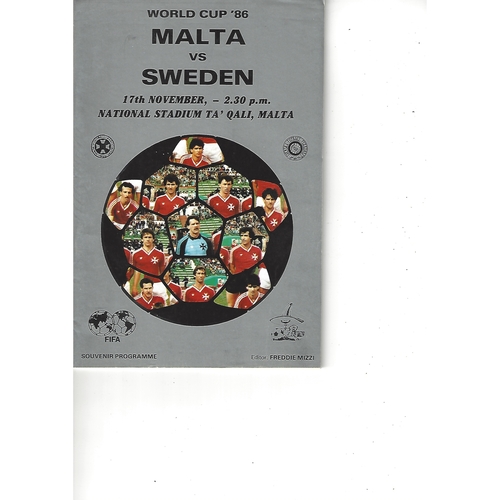 WORLD CUP '86
MALTA
vs
SWEDEN
17th NOVEMBER, – 2.30 p.m.
NATIONAL STADIUM TA' QALI, MALTA
FIFA
SOUVENIR PROGRAMME
Editor FREDDIE MIZZI